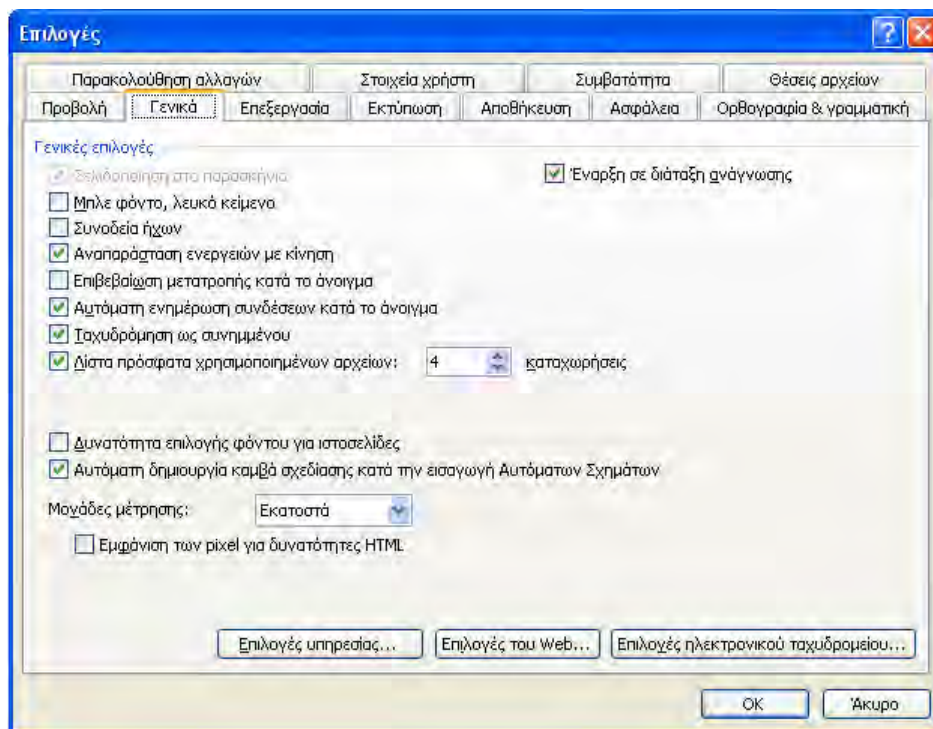 Επιλογές
Παρακολούθηση αλλαγών Στοιχεία χρήστη Συμβατότητα Θέσεις αρχείων
Προβολή Γενικά Επεξεργασία Εκτύπωση Αποθήκευση Ασφάλεια Ορθογραφία & γραμματική
Γενικές επιλογές
Σελιδοποίηση στο παρασκήνιο Έναρξη σε διάταξη ανάγνωσης
Μπλε φόντο, λευκό κείμενο
Συνοδεία ήχων
Αναπαράσταση ενεργειών με κίνηση
Επιβεβαίωση μετατροπής κατά το άνοιγμα
Αυτόματη ενημέρωση συνδέσεων κατά το άνοιγμα
Ταχυδρόμηση ως συνημμένου
Λίστα πρόσφατα χρησιμοποιημένων αρχείων: 4 καταχωρήσεις
Δυνατότητα επιλογής φόντου για ιστοσελίδες
Αυτόματη δημιουργία καμβά σχεδίασης κατά την εισαγωγή Αυτόματων Σχημάτων
Μονάδες μέτρησης: Εκατοστά
Εμφάνιση των pixel για δυνατότητες HTML
Επιλογές υπηρεσίας... Επιλογές του Web... Επιλογές ηλεκτρονικού ταχυδρομείου...
OK Άκυρο